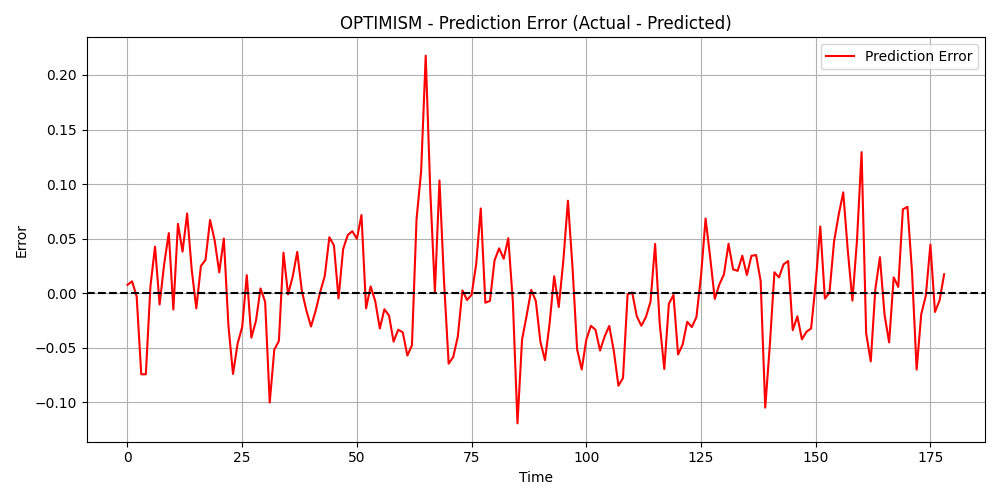 OPTIMISM - Prediction Error (Actual - Predicted)
Prediction Error
Error
0.20
0.15
0.10
0.05
0.00
−0.05
−0.10
0 25 50 75 100 125 150 175
Time